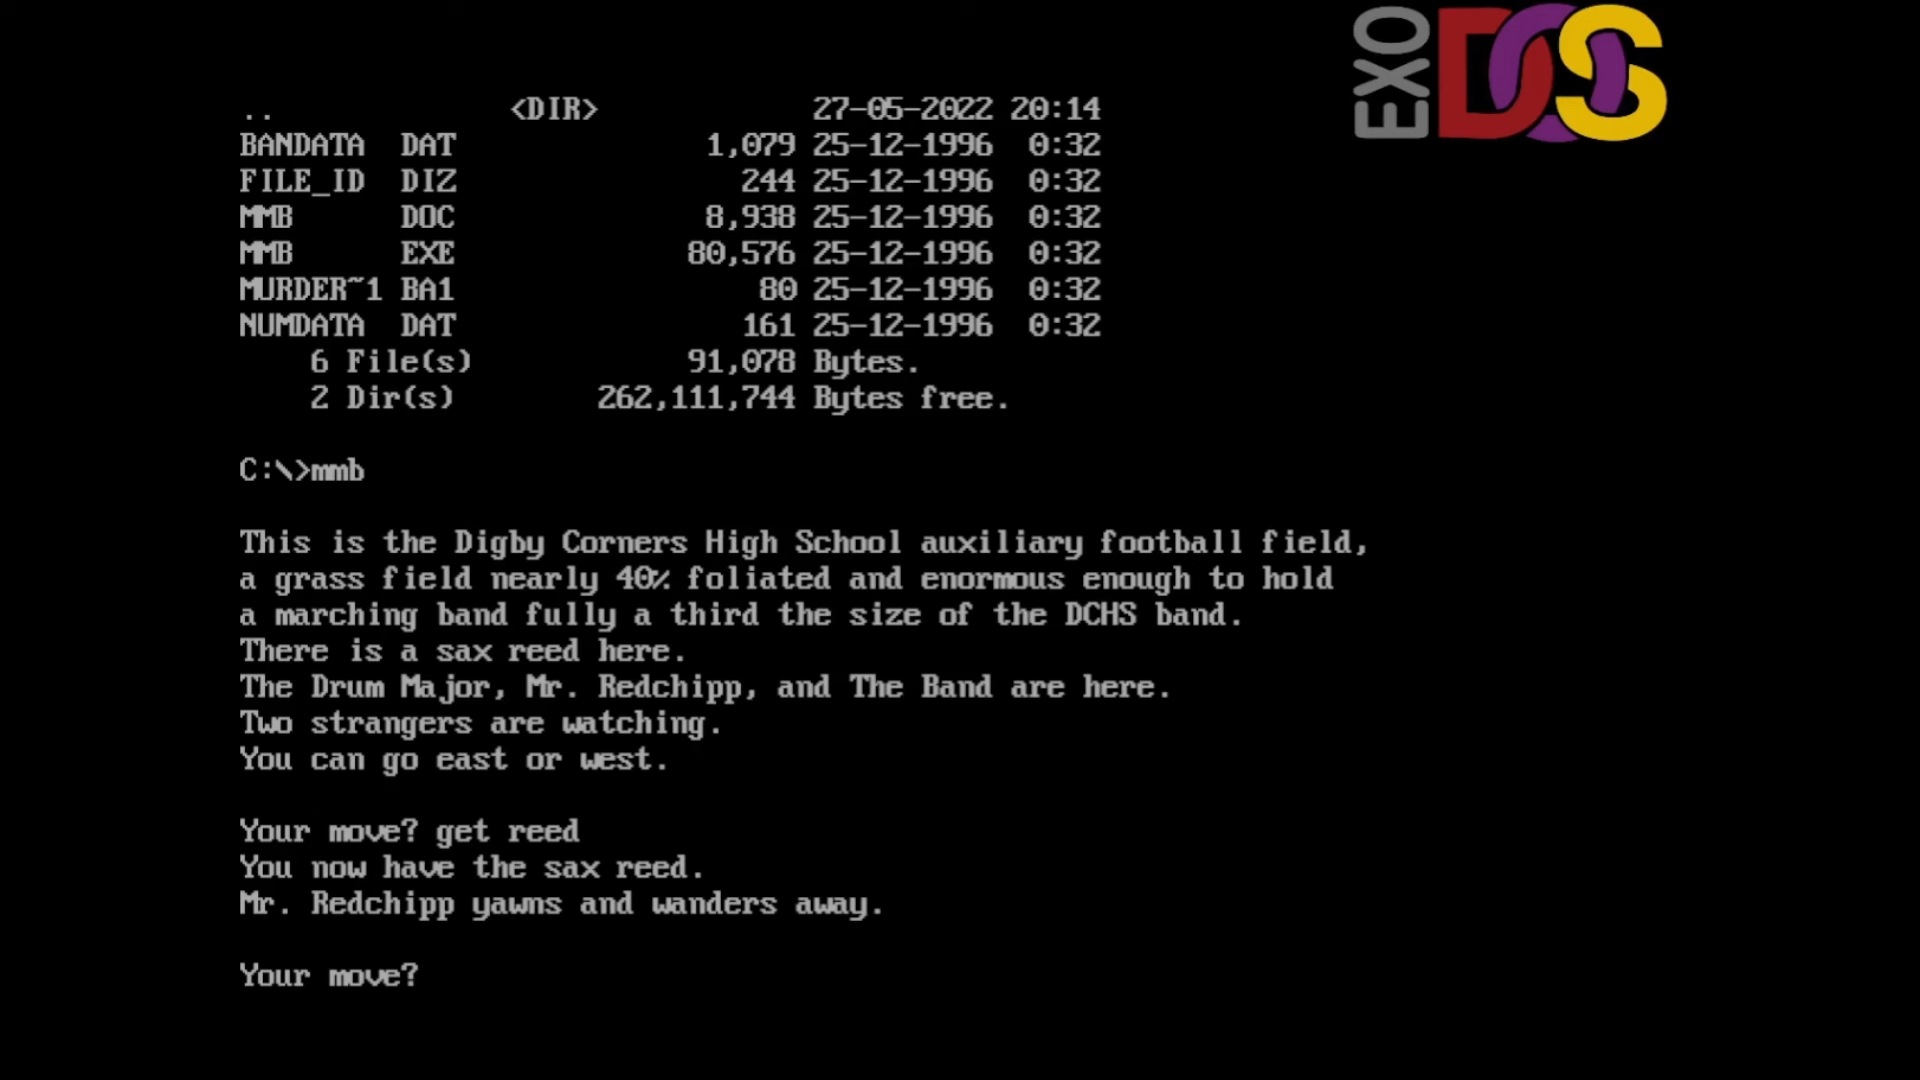 EXO DOS
.. <DIR> 27-05-2022 20:14
BANDATA DAT 1,079 25-12-1996 0:32
FILE_ID DIZ 244 25-12-1996 0:32
MMB DOC 8,938 25-12-1996 0:32
MMB EXE 80,576 25-12-1996 0:32
MURDER~1 BA1 80 25-12-1996 0:32
NUMDATA DAT 161 25-12-1996 0:32
6 File(s) 91,078 Bytes.
2 Dir(s) 262,111,744 Bytes free.
C:\>mmb
This is the Digby Corners High School auxiliary football field,
a grass field nearly 40% foliated and enormous enough to hold
a marching band fully a third the size of the DCHS band.
There is a sax reed here.
The Drum Major, Mr. Redchipp, and The Band are here.
Two strangers are watching.
You can go east or west.
Your move? get reed
You now have the sax reed.
Mr. Redchipp yawns and wanders away.
Your move?